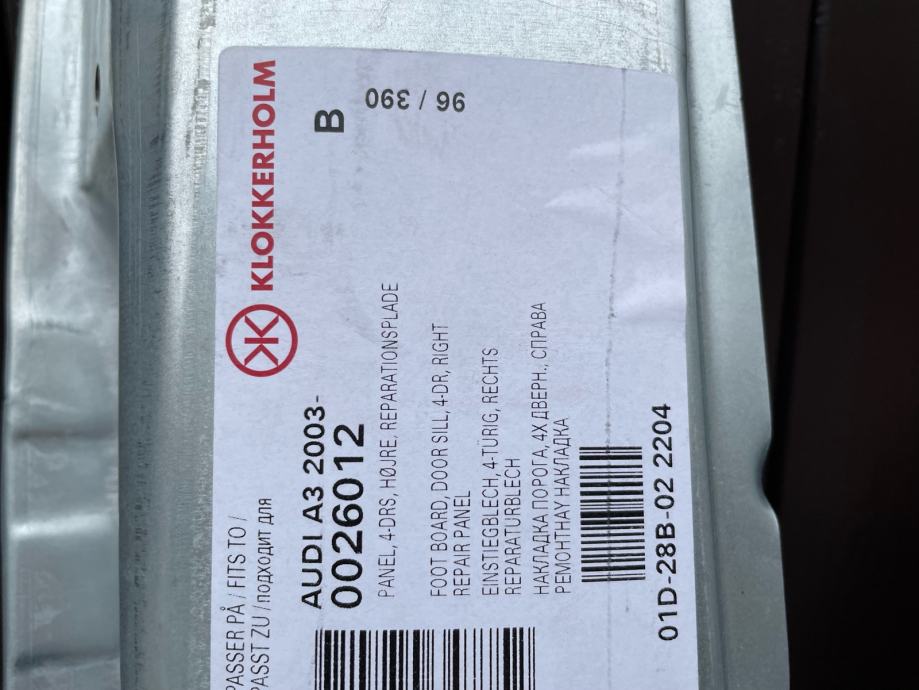 KLOKKERHOLM
B
96 / 390
PASSER PÅ / FITS TO /
PASST ZU / ПОДХОДИТ ДЛЯ
AUDI A3 2003-
0026012
PANEL, 4-DRS, HØJRE, REPARATIONSPLADE
FOOT BOARD, DOOR SILL, 4-DR, RIGHT
REPAIR PANEL
EINSTIEGBLECH, 4-TÜRIG, RECHTS
REPARATURBLECH
НАКЛАДКА ПОРОГА, 4Х ДВЕРН., СПРАВА
РЕМОНТНАУ НАКЛАДКА
01D-28B-02 2204